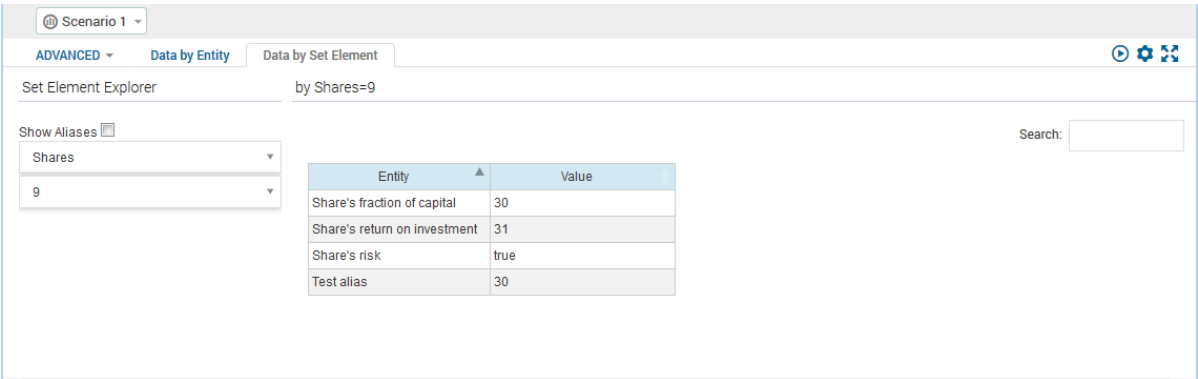 Scenario 1
ADVANCED Data by Entity Data by Set Element
Set Element Explorer by Shares=9
Show Aliases Search:
Shares
9
Entity Value
Share's fraction of capital 30
Share's return on investment 31
Share's risk true
Test alias 30